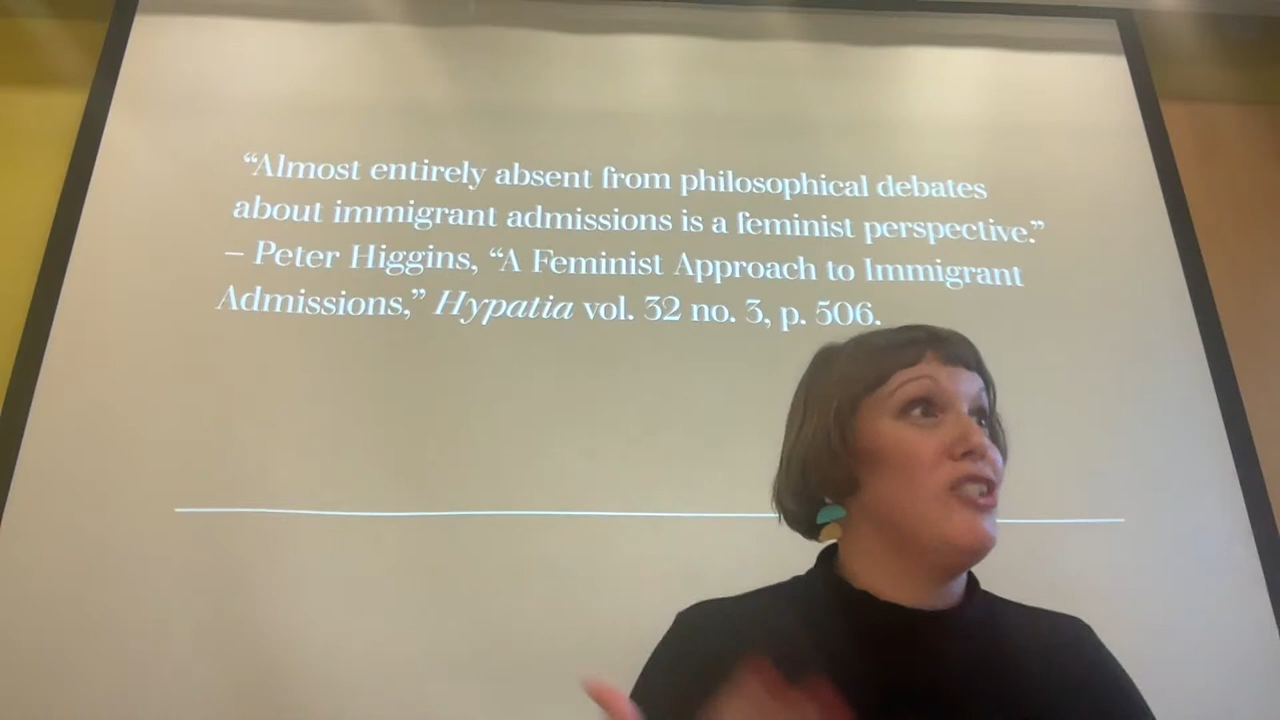 “Almost entirely absent from philosophical debates
about immigrant admissions is a feminist perspective.”
– Peter Higgins, “A Feminist Approach to Immigrant
Admissions,” Hypatia vol. 32 no. 3, p. 506.